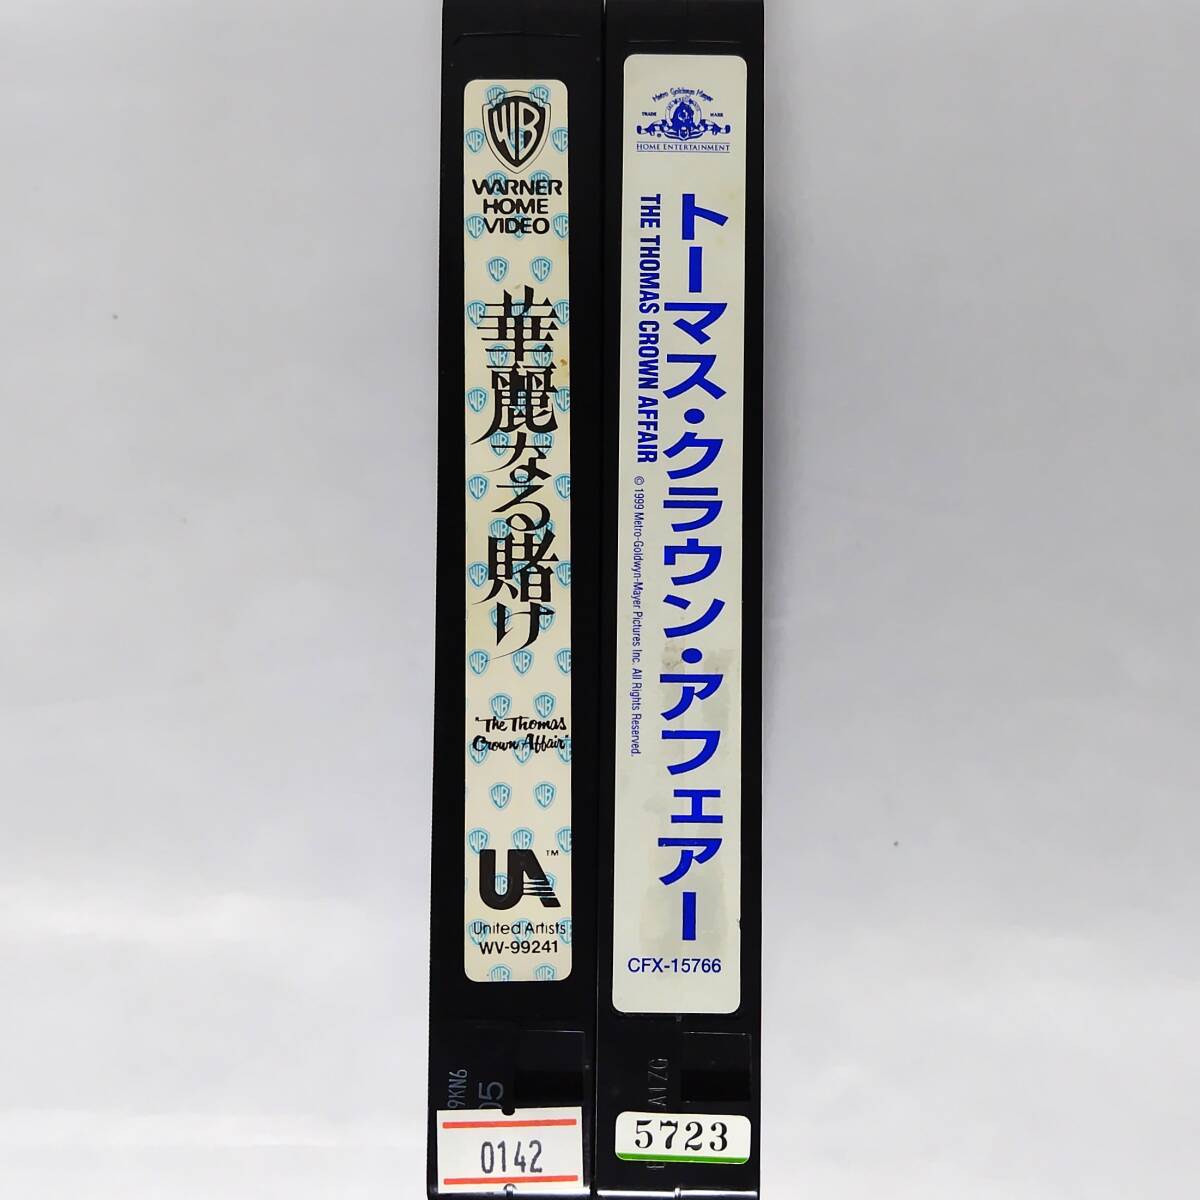 WB
WARNER
HOME
VIDEO
華麗なる賭け
"The Thomas
Crown Affair"
UA™
United Artists
WV-99241
9KN6
05
0142
Metro Goldwyn Mayer
TRADE MARK
HOME ENTERTAINMENT
トーマス・クラウン・アフェアー
THE THOMAS CROWN AFFAIR
© 1999 Metro-Goldwyn-Mayer Pictures Inc. All Rights Reserved.
CFX-15766
5723